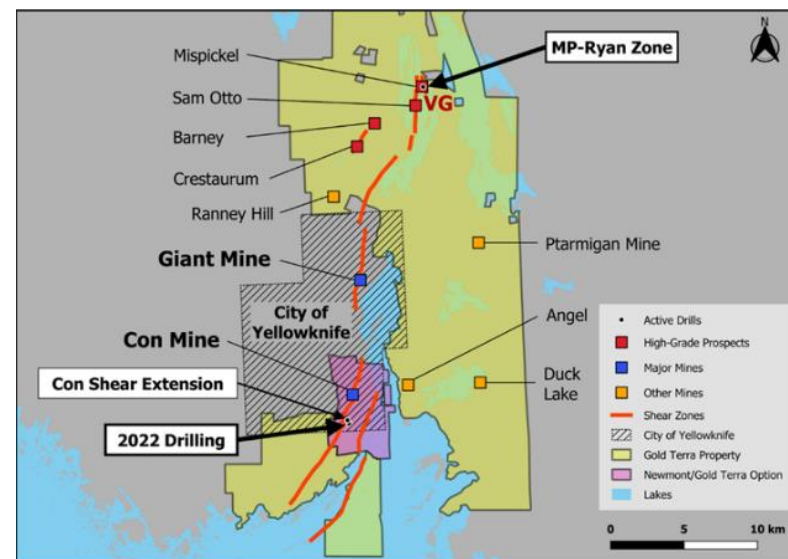 N
Mispickel
MP-Ryan Zone
Sam Otto
VG
Barney
Crestaurum
Ranney Hill
Ptarmigan Mine
Giant Mine
City of
Yellowknife
Angel
Con Mine
Duck
Lake
Con Shear Extension
2022 Drilling
Active Drills
High-Grade Prospects
Major Mines
Other Mines
Shear Zones
City of Yellowknife
Gold Terra Property
Newmont/Gold Terra Option
Lakes
0 5 10 km